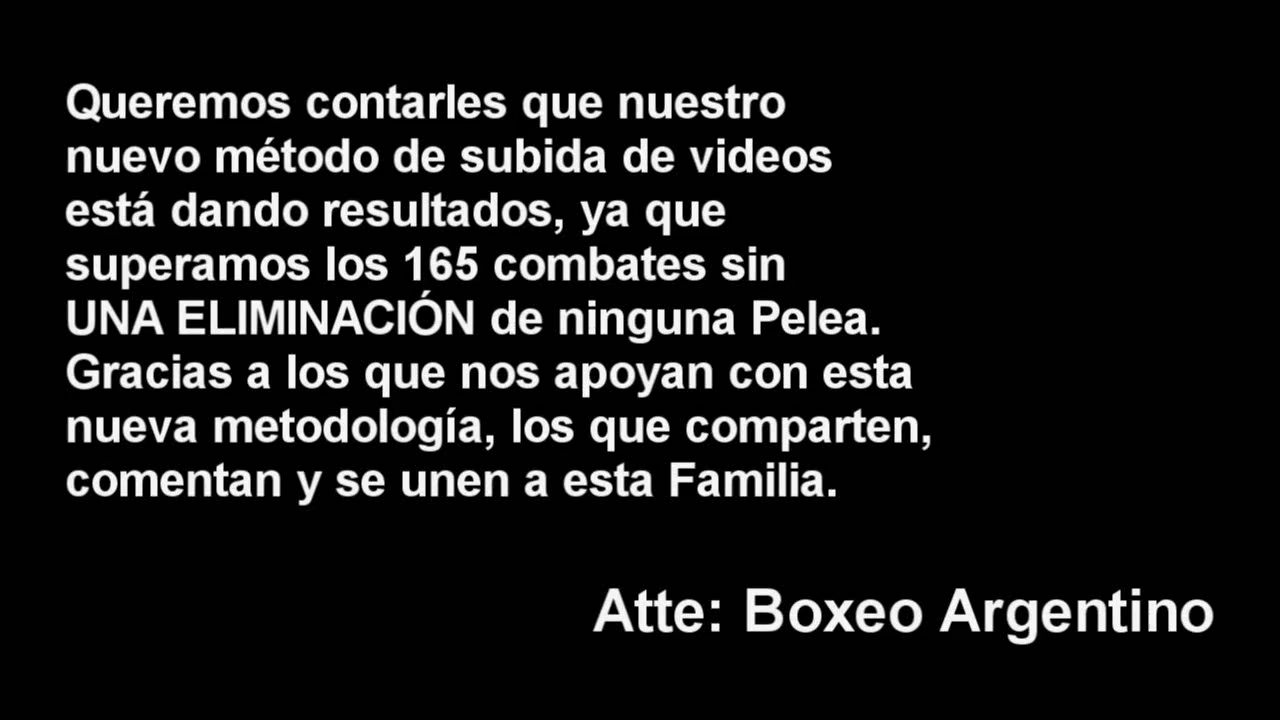 Queremos contarles que nuestro
nuevo método de subida de videos
está dando resultados, ya que
superamos los 165 combates sin
UNA ELIMINACIÓN de ninguna Pelea.
Gracias a los que nos apoyan con esta
nueva metodología, los que comparten,
comentan y se unen a esta Familia.
Atte: Boxeo Argentino